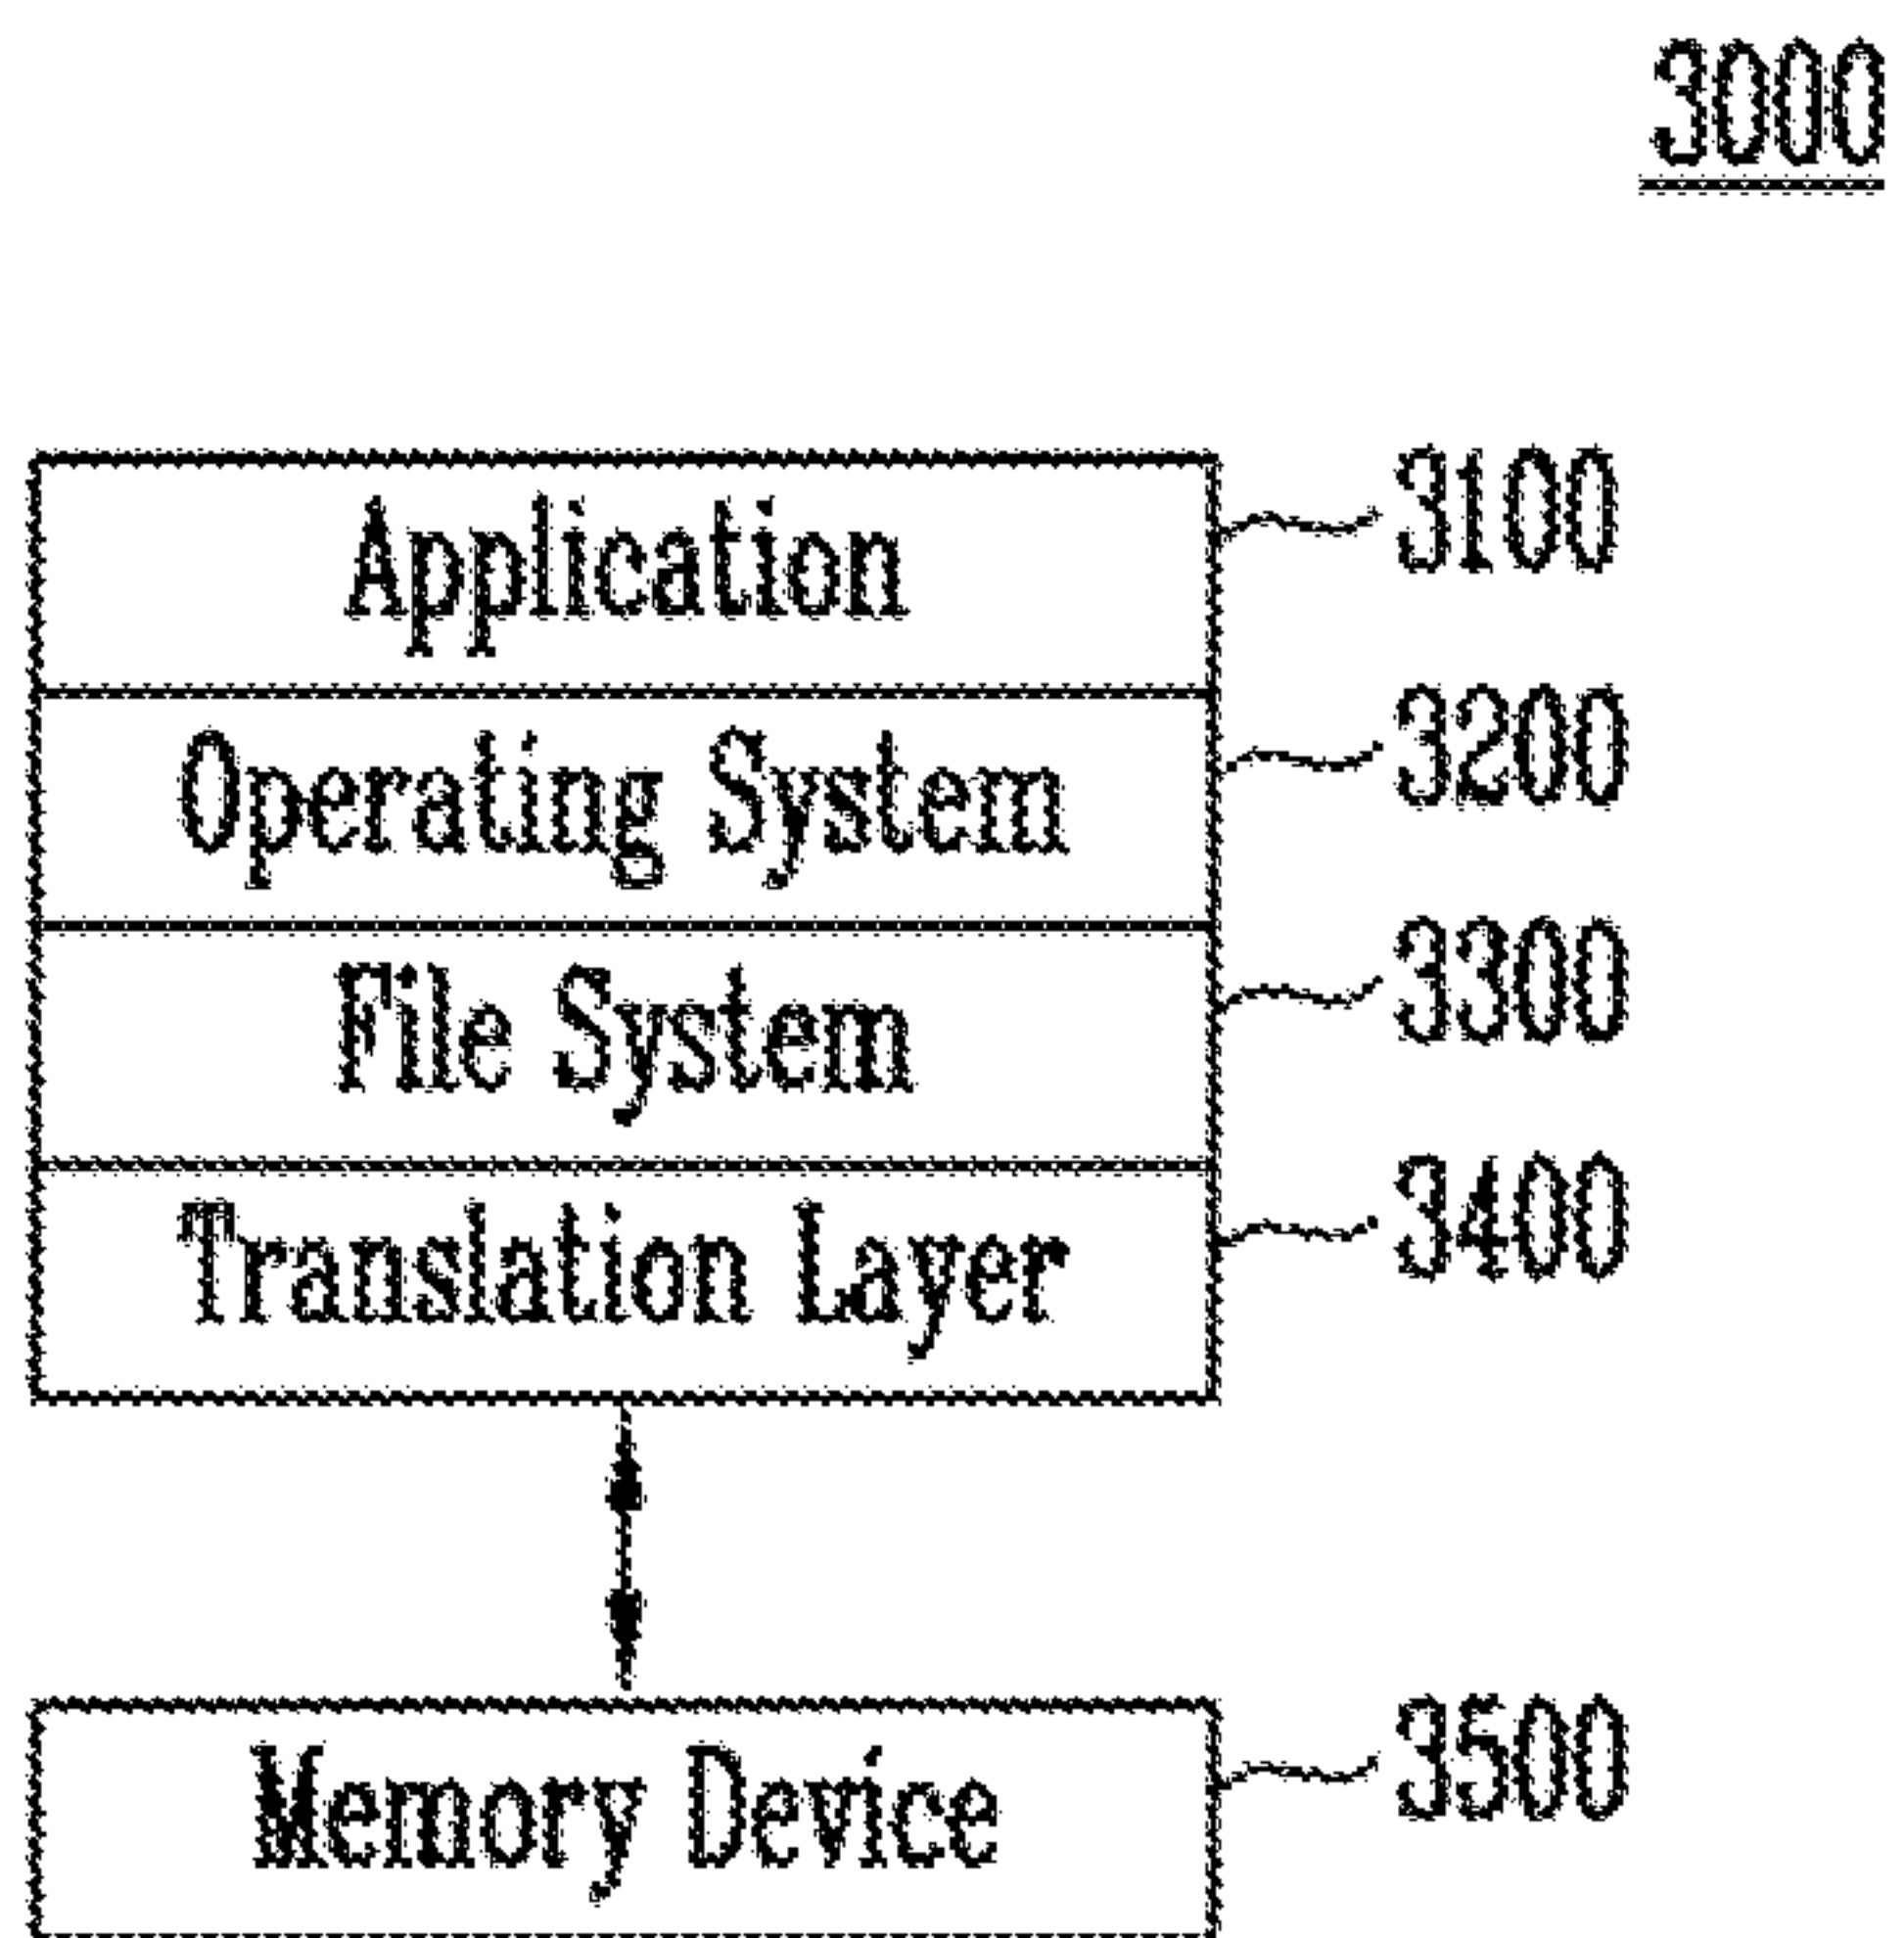 3000
Application 3100
Operating System 3200
File System 3300
Translation Layer 3400
Memory Device 3500